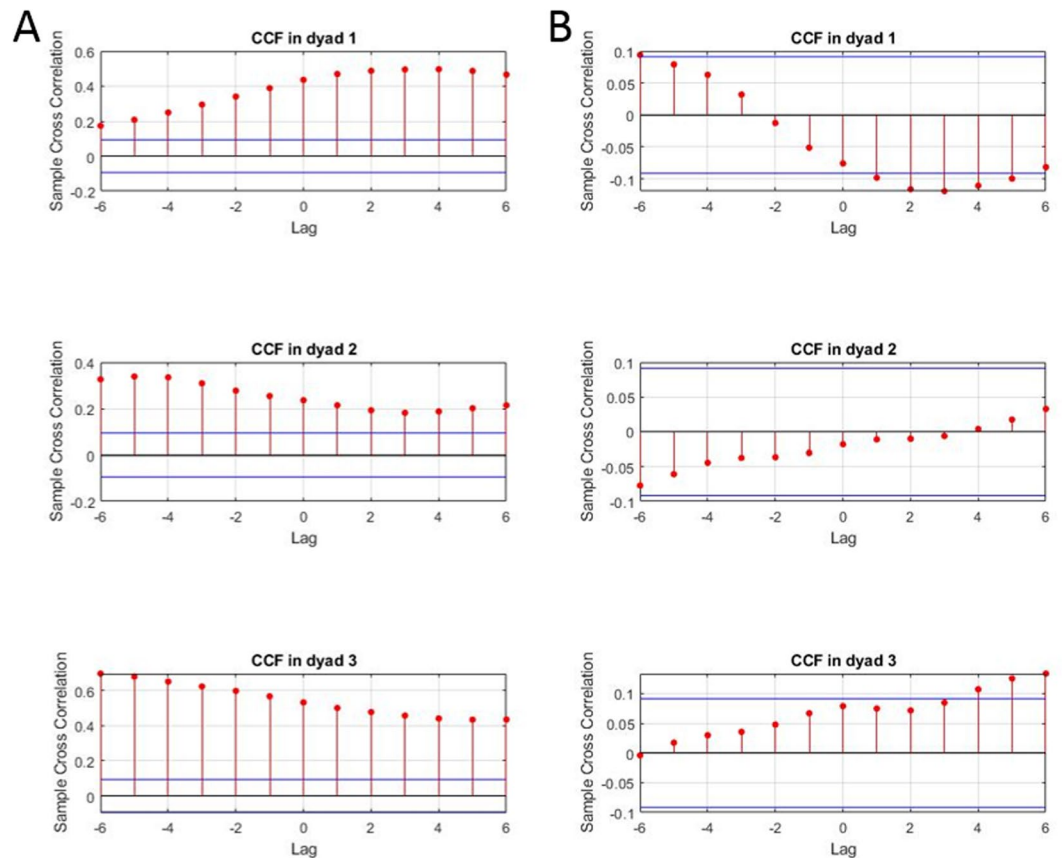 A
CCF in dyad 1
Sample Cross Correlation
0.6
0.4
0.2
0
-0.2
-6 -4 -2 0 2 4 6
Lag
CCF in dyad 2
Sample Cross Correlation
0.4
0.2
0
-0.2
-6 -4 -2 0 2 4 6
Lag
CCF in dyad 3
Sample Cross Correlation
0.6
0.4
0.2
0
-6 -4 -2 0 2 4 6
Lag
B
CCF in dyad 1
Sample Cross Correlation
0.1
0.05
0
-0.05
-0.1
-6 -4 -2 0 2 4 6
Lag
CCF in dyad 2
Sample Cross Correlation
0.1
0.05
0
-0.05
-0.1
-6 -4 -2 0 2 4 6
Lag
CCF in dyad 3
Sample Cross Correlation
0.1
0.05
0
-0.05
-0.1
-6 -4 -2 0 2 4 6
Lag